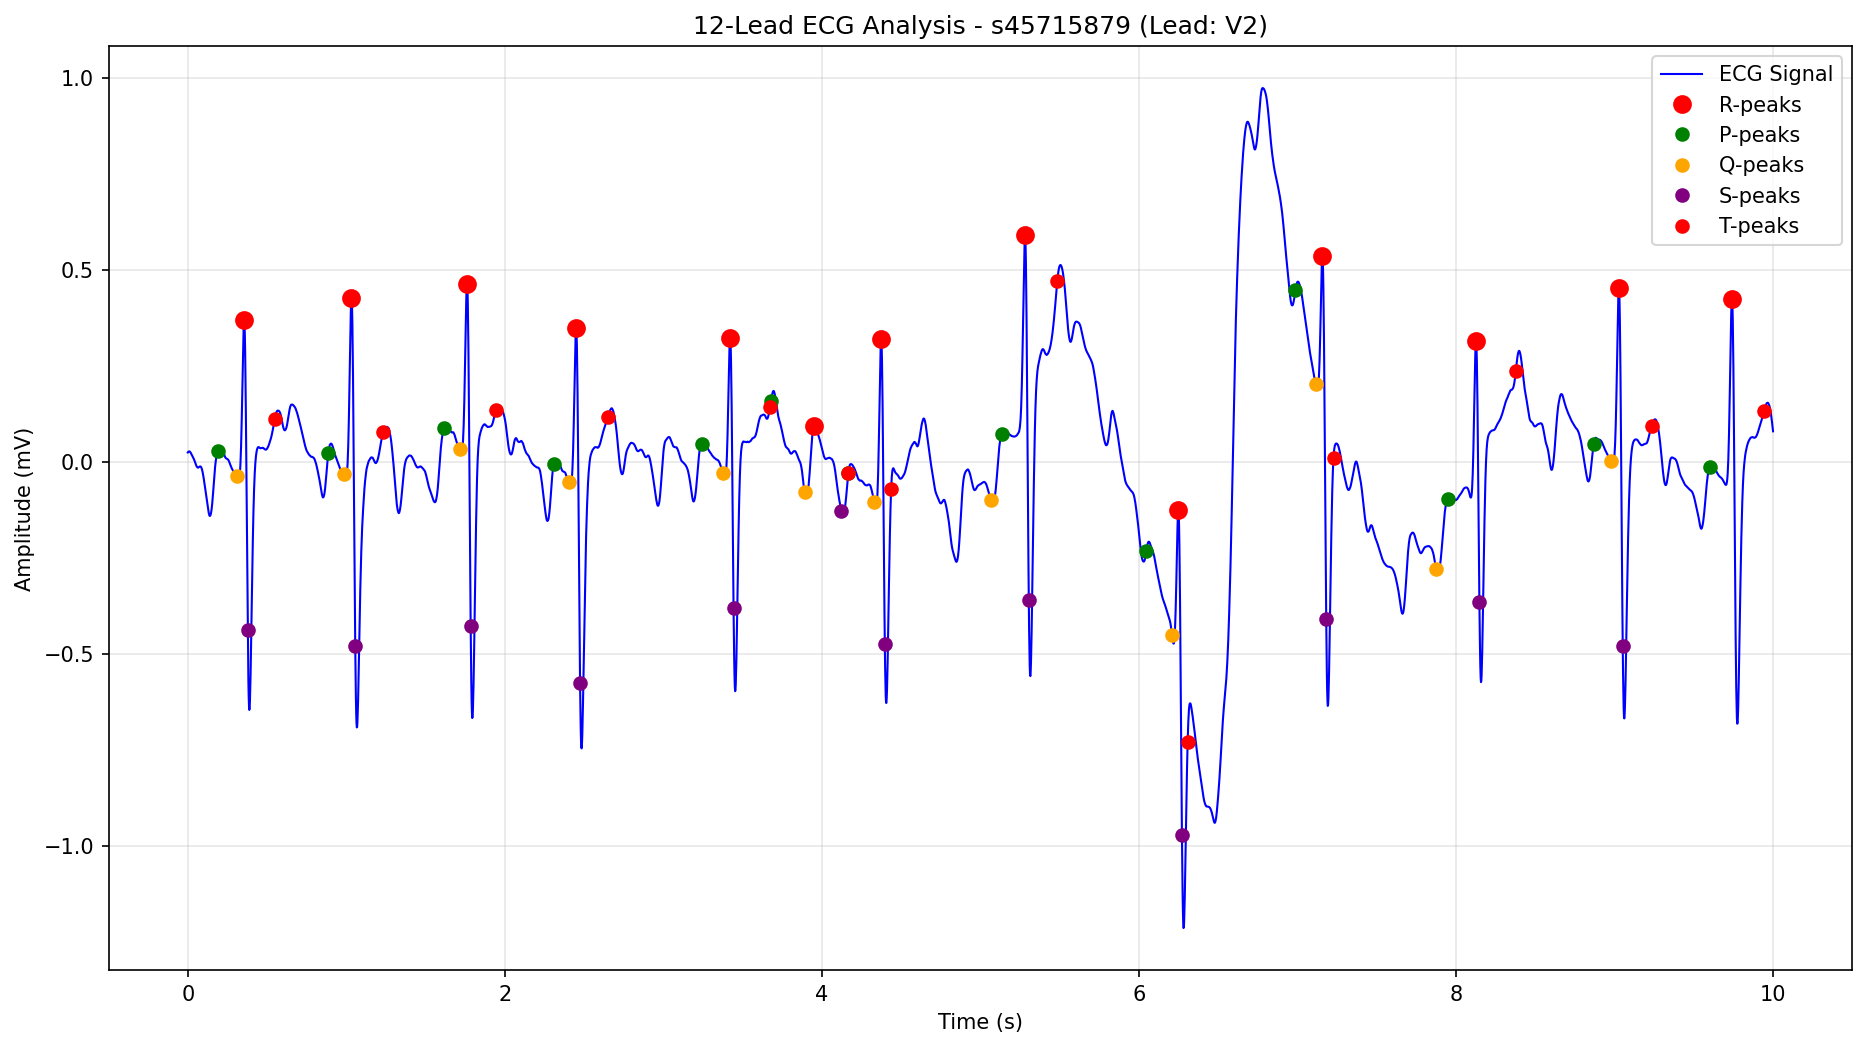 12-Lead ECG Analysis - s45715879 (Lead: V2)
ECG Signal
R-peaks
P-peaks
Q-peaks
S-peaks
T-peaks
Amplitude (mV)
1.0
0.5
0.0
−0.5
−1.0
0 2 4 6 8 10
Time (s)